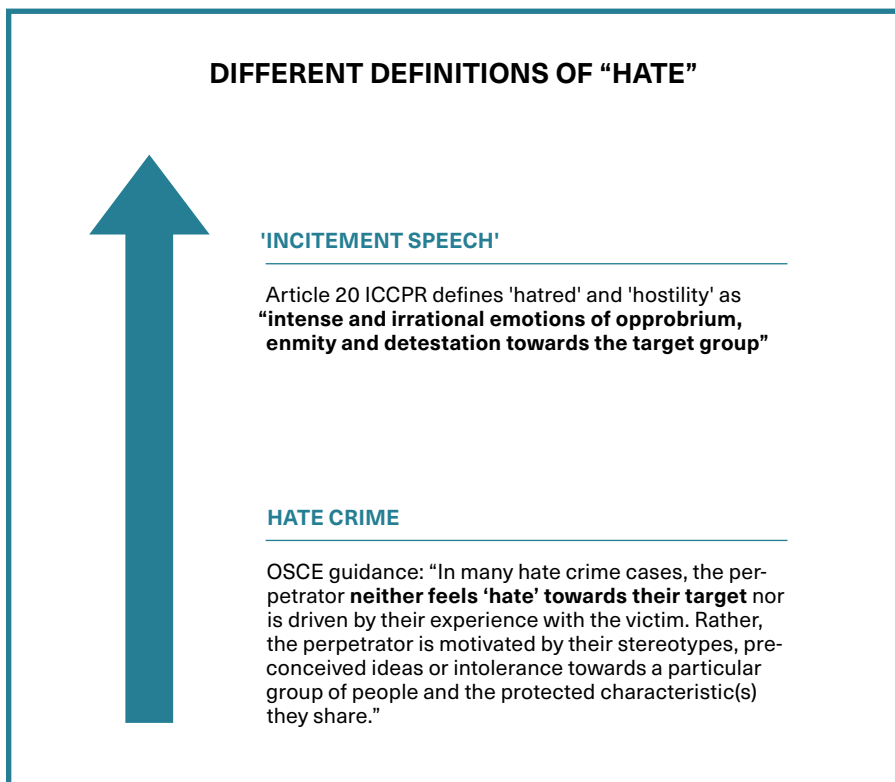 DIFFERENT DEFINITIONS OF “HATE”
'INCITEMENT SPEECH'
Article 20 ICCPR defines 'hatred' and 'hostility' as
“intense and irrational emotions of opprobrium,
enmity and detestation towards the target group”
HATE CRIME
OSCE guidance: “In many hate crime cases, the per-
petrator neither feels ‘hate’ towards their target nor
is driven by their experience with the victim. Rather,
the perpetrator is motivated by their stereotypes, pre-
conceived ideas or intolerance towards a particular
group of people and the protected characteristic(s)
they share.”